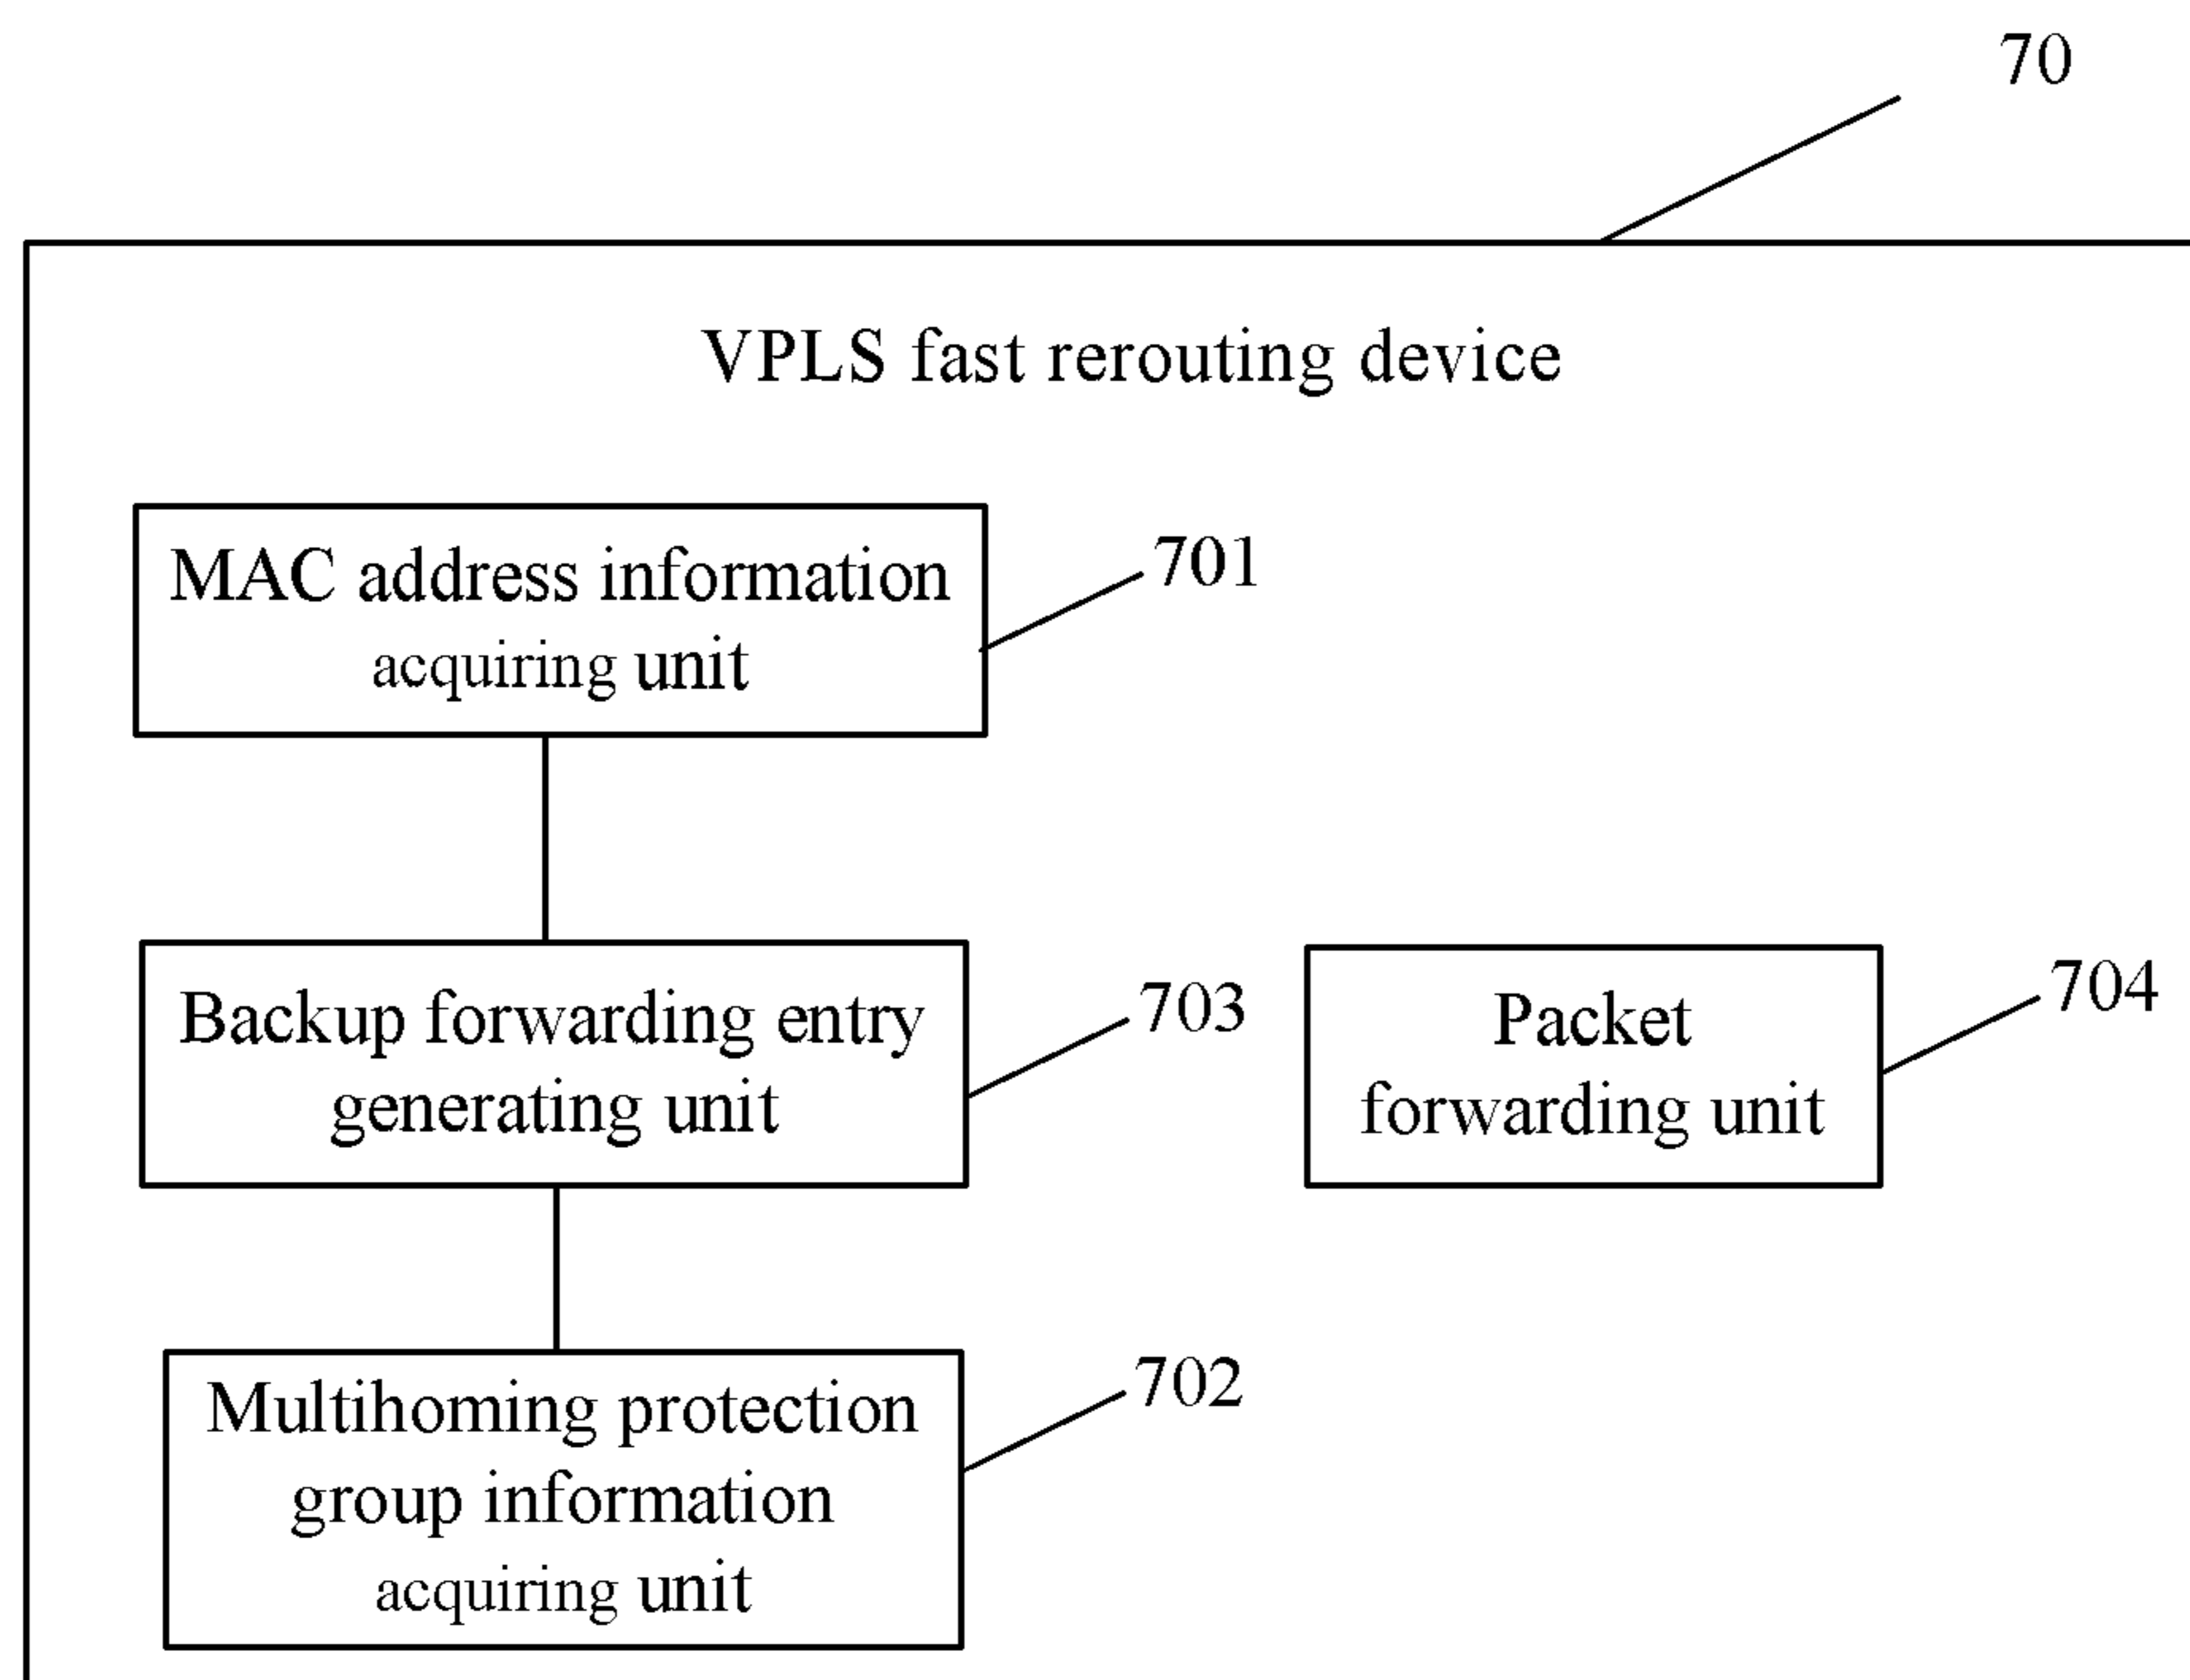 70
VPLS fast rerouting device
MAC address information
acquiring unit
701
Backup forwarding entry
generating unit
703
Packet
forwarding unit
704
Multihoming protection
group information
acquiring unit
702